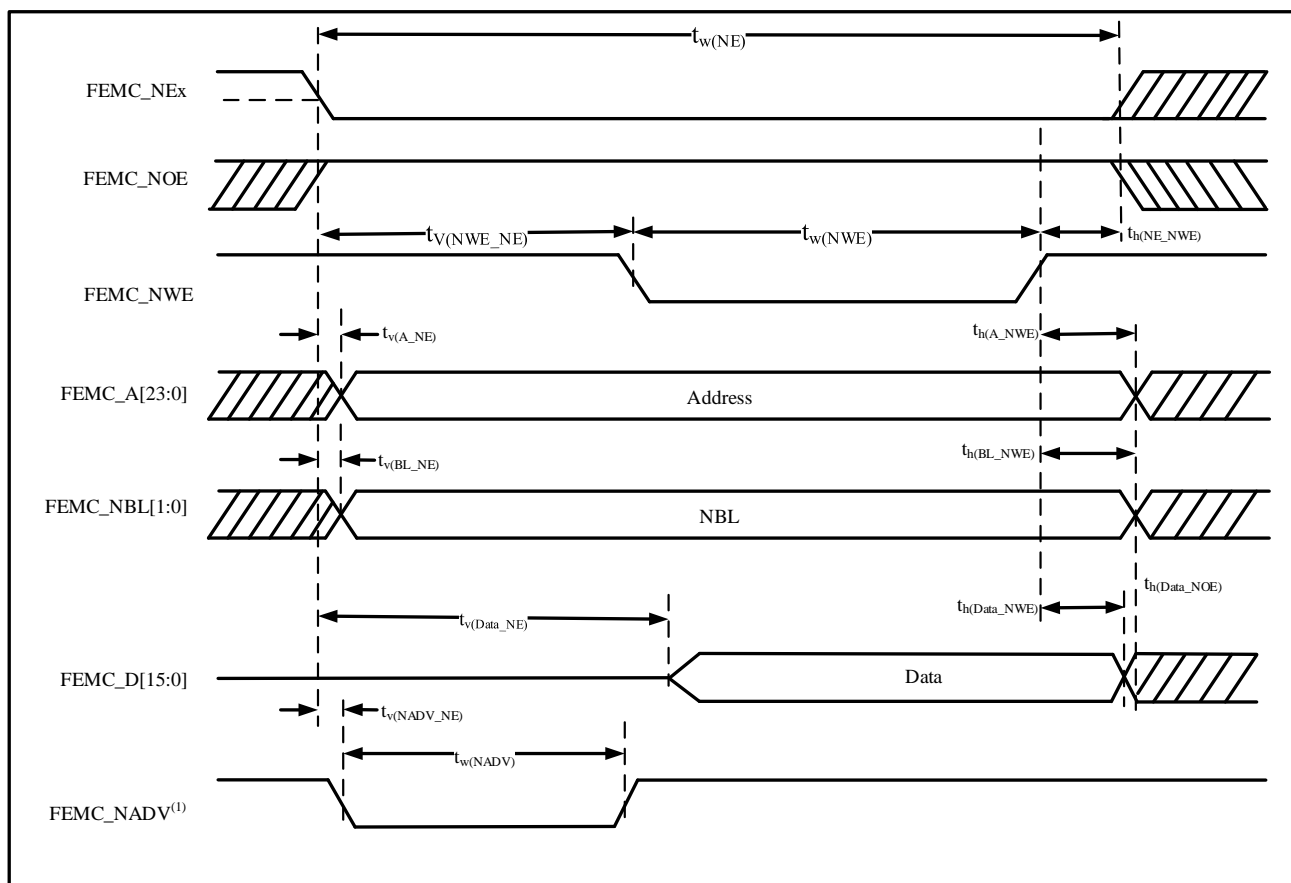 tw(NE)
FEMC_NEx
FEMC_NOE
tV(NWE_NE)
tw(NWE)
th(NE_NWE)
FEMC_NWE
tv(A_NE)
th(A_NWE)
FEMC_A[23:0]
Address
tv(BL_NE)
th(BL_NWE)
FEMC_NBL[1:0]
NBL
th(Data_NOE)
tv(Data_NE)
th(Data_NWE)
FEMC_D[15:0]
Data
tv(NADV_NE)
tw(NADV)
FEMC_NADV(1)